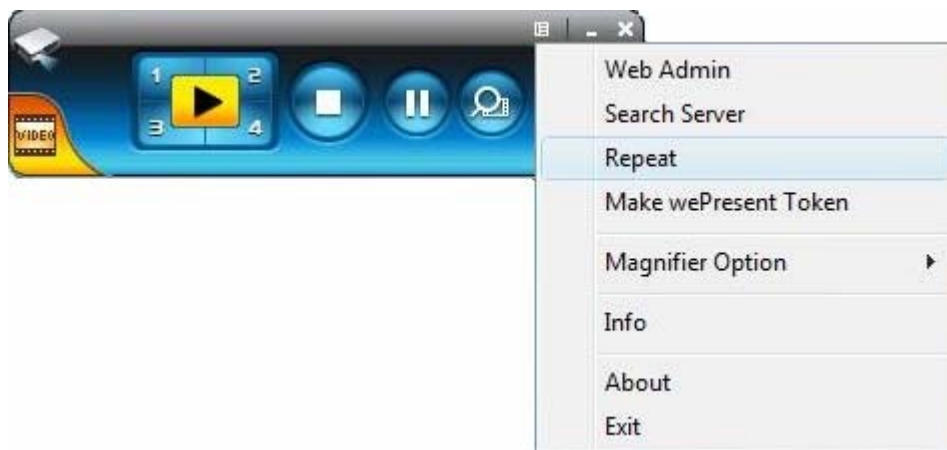 1 2
3 4
VIDEO
Web Admin
Search Server
Repeat
Make wePresent Token
Magnifier Option
Info
About
Exit